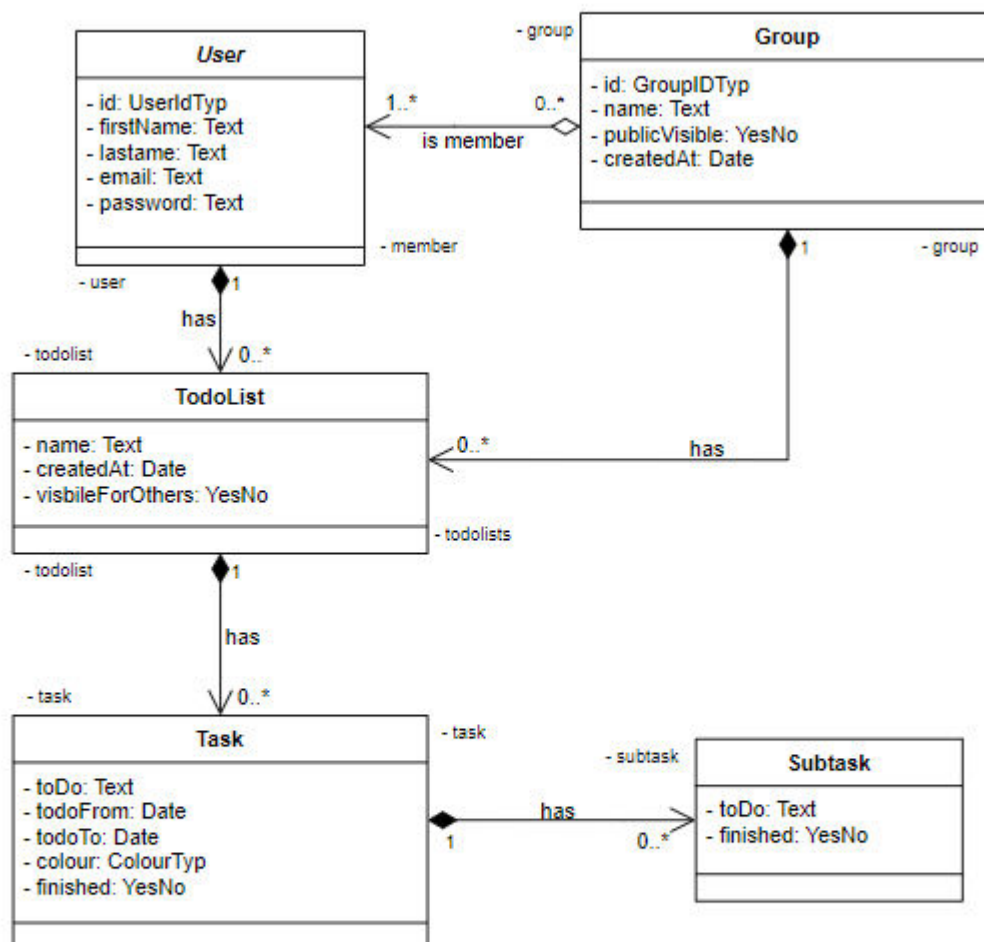 User
- id: UserIdTyp
- firstName: Text
- lastame: Text
- email: Text
- password: Text
- group
Group
- id: GroupIDTyp
- name: Text
- publicVisible: YesNo
- createdAt: Date
1..*
0..*
is member
- member
- user
1
has
1
- group
- todolist
0..*
TodoList
- name: Text
- createdAt: Date
- visbileForOthers: YesNo
0..*
has
- todolists
- todolist
1
has
- task
0..*
Task
- toDo: Text
- todoFrom: Date
- todoTo: Date
- colour: ColourTyp
- finished: YesNo
- task
1
has
- subtask
0..*
Subtask
- toDo: Text
- finished: YesNo